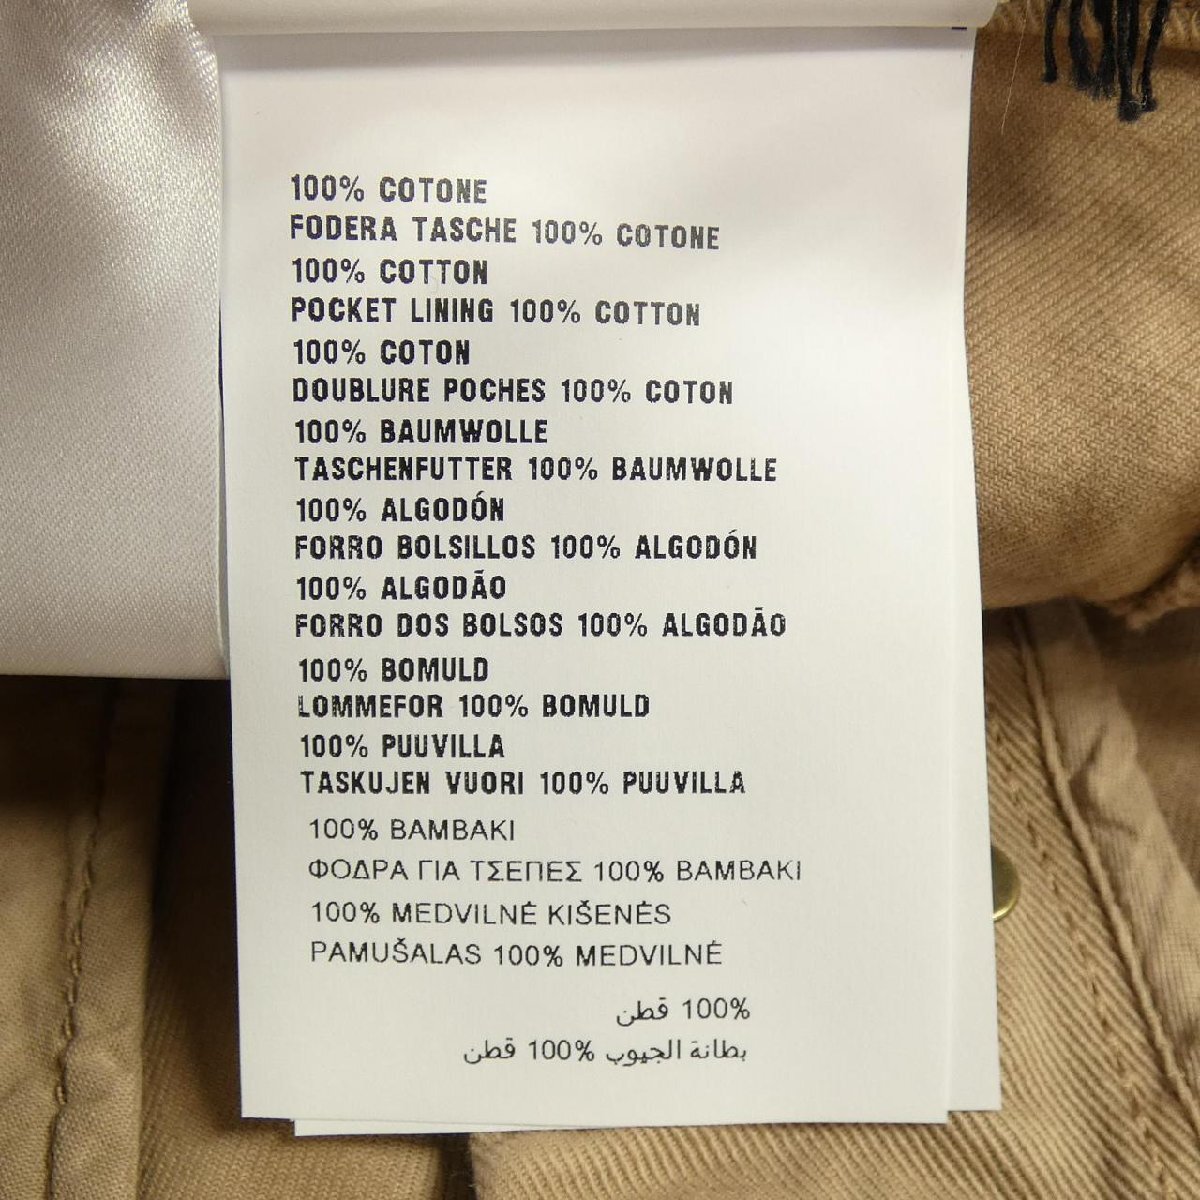 100% COTONE
FODERA TASCHE 100% COTONE
100% COTTON
POCKET LINING 100% COTTON
100% COTON
DOUBLURE POCHES 100% COTON
100% BAUMWOLLE
TASCHENFUTTER 100% BAUMWOLLE
100% ALGODÓN
FORRO BOLSILLOS 100% ALGODÓN
100% ALGODÃO
FORRO DOS BOLSOS 100% ALGODÃO
100% BOMULD
LOMMEFOR 100% BOMULD
100% PUUVILLA
TASKUJEN VUORI 100% PUUVILLA
100% ΒΑΜΒΑΚΙ
ΦΟΔΡΑ ΓΙΑ ΤΣΕΠΕΣ 100% ΒΑΜΒΑΚΙ
100% MEDVILNĖ KIŠENĖS
PAMUŠALAS 100% MEDVILNĖ
100% قطن
بطانة الجيوب 100% قطن